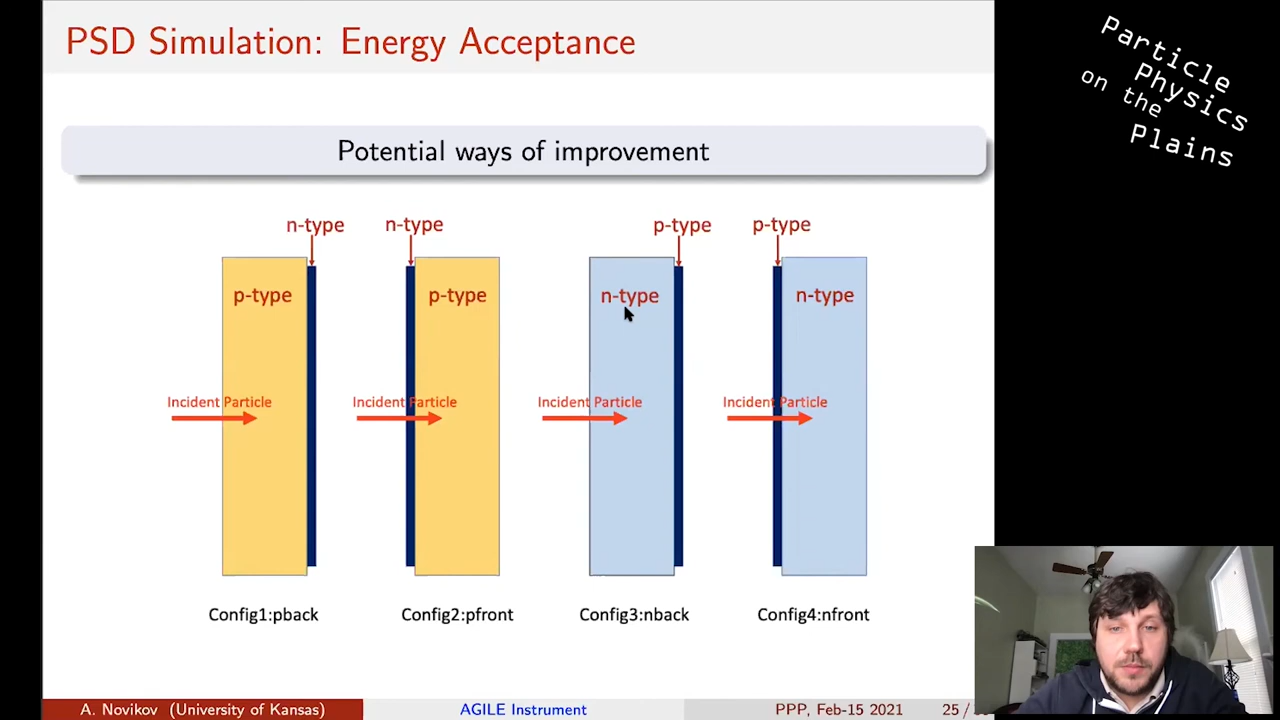 PSD Simulation: Energy Acceptance
Particle
Physics
on the
Plains
Potential ways of improvement
n-type
n-type
p-type
p-type
p-type
p-type
n-type
n-type
Incident Particle
Incident Particle
Incident Particle
Incident Particle
Config1:pback
Config2:pfront
Config3:nback
Config4:nfront
A. Novikov (University of Kansas)
AGILE Instrument
PPP, Feb-15 2021
25 /